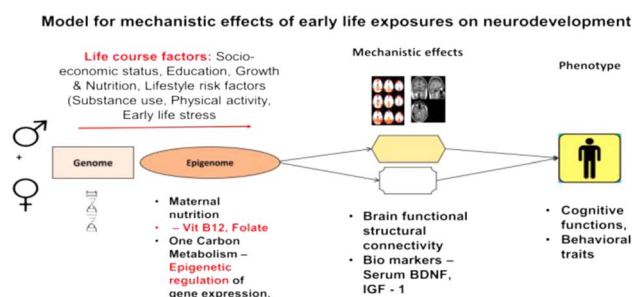 Model for mechanistic effects of early life exposures on neurodevelopment
Life course factors: Socio-
economic status, Education, Growth
& Nutrition, Lifestyle risk factors
(Substance use, Physical activity,
Early life stress
Mechanistic effects
Phenotype
+
Genome
Epigenome
• Maternal
nutrition
• – Vit B12, Folate
• One Carbon
Metabolism –
Epigenetic
regulation of
gene expression.
• Brain functional
structural
connectivity
• Bio markers –
Serum BDNF,
IGF - 1
• Cognitive
functions,
• Behavioral
traits